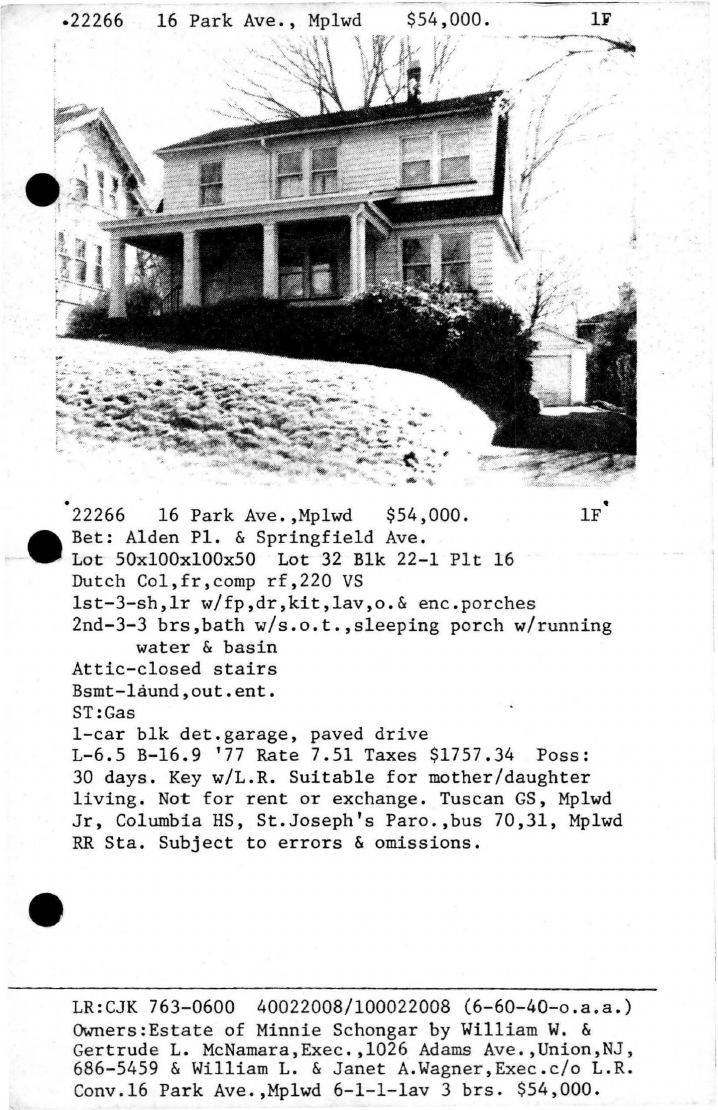 .22266 16 Park Ave., Mplwd $54,000. 1F
22266 16 Park Ave.,Mplwd $54,000. 1F
Bet: Alden Pl. & Springfield Ave.
Lot 50x100x100x50 Lot 32 Blk 22-1 Plt 16
Dutch Col,fr,comp rf,220 VS
1st-3-sh,lr w/fp,dr,kit,lav,o.& enc.porches
2nd-3-3 brs,bath w/s.o.t.,sleeping porch w/running
water & basin
Attic-closed stairs
Bsmt-laund,out.ent.
ST:Gas
1-car blk det.garage, paved drive
L-6.5 B-16.9 '77 Rate 7.51 Taxes $1757.34 Poss:
30 days. Key w/L.R. Suitable for mother/daughter
living. Not for rent or exchange. Tuscan GS, Mplwd
Jr, Columbia HS, St.Joseph's Paro.,bus 70,31, Mplwd
RR Sta. Subject to errors & omissions.
LR:CJK 763-0600 40022008/100022008 (6-60-40-o.a.a.)
Owners:Estate of Minnie Schongar by William W. &
Gertrude L. McNamara,Exec.,1026 Adams Ave.,Union,NJ,
686-5459 & William L. & Janet A.Wagner,Exec.c/o L.R.
Conv.16 Park Ave.,Mplwd 6-1-1-lav 3 brs. $54,000.